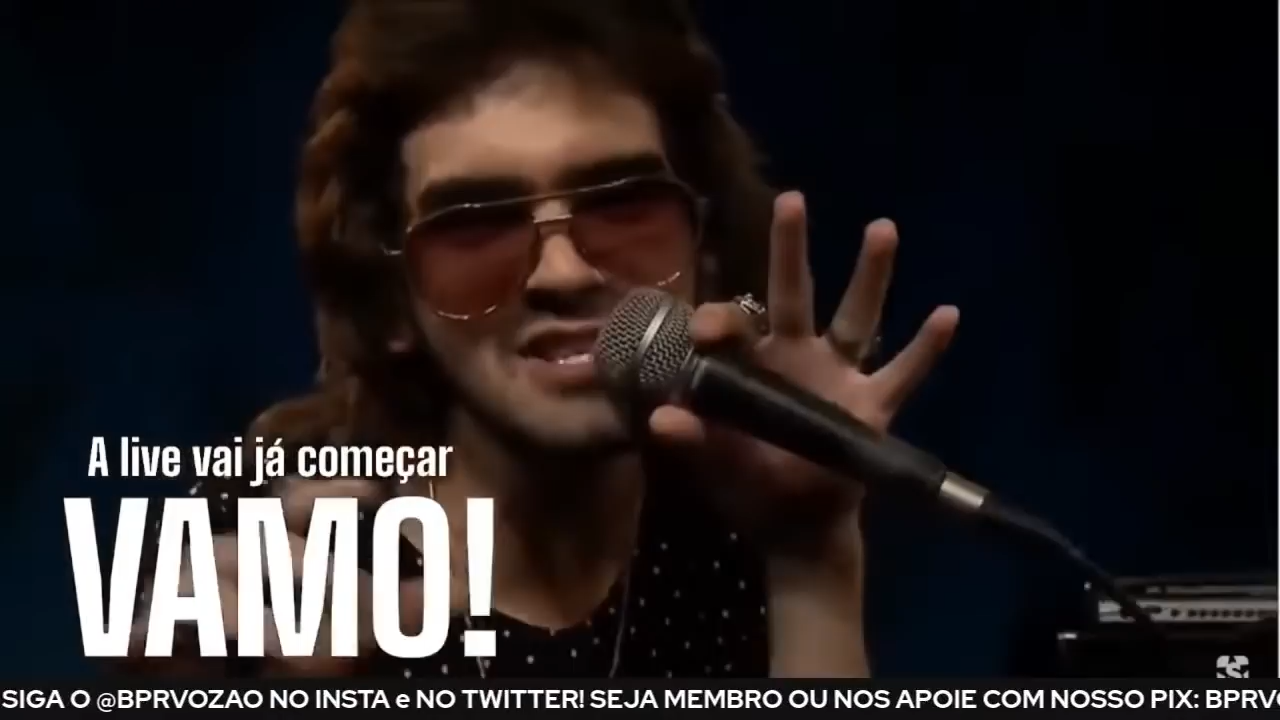 A live vai já começar
VAMO!
SIGA O @BPRVOZAO NO INSTA e NO TWITTER! SEJA MEMBRO OU NOS APOIE COM NOSSO PIX: